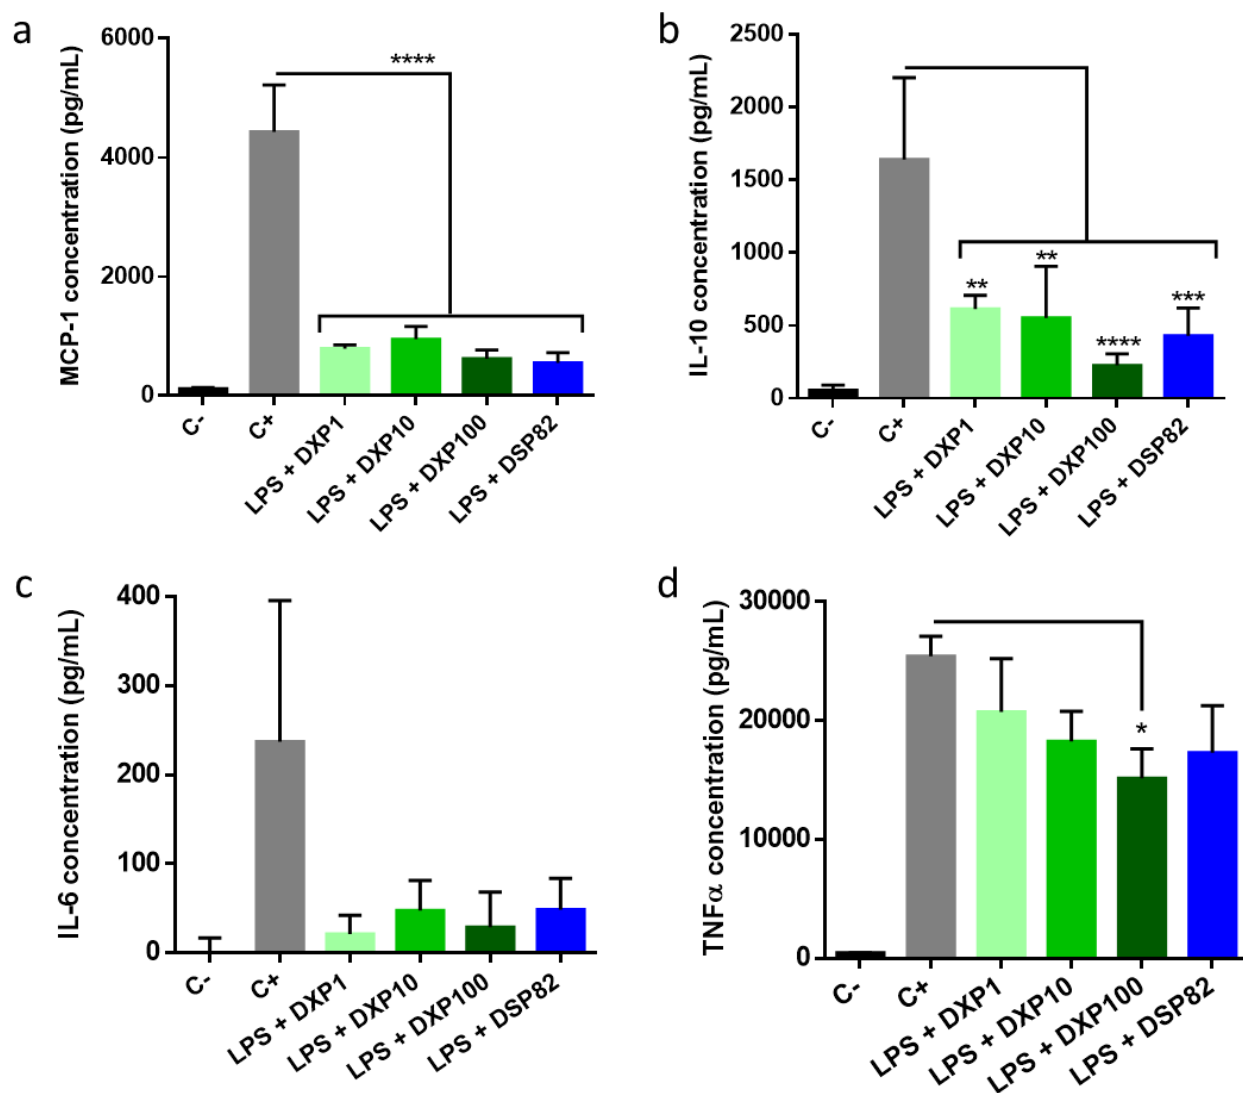 a
MCP-1 concentration (pg/mL)
6000
4000
2000
0
****
C-
C+
LPS + DXP1
LPS + DXP10
LPS + DXP100
LPS + DSP82
b
IL-10 concentration (pg/mL)
2500
2000
1500
1000
500
0
**
**
****
***
C-
C+
LPS + DXP1
LPS + DXP10
LPS + DXP100
LPS + DSP82
c
IL-6 concentration (pg/mL)
400
300
200
100
0
C-
C+
LPS + DXP1
LPS + DXP10
LPS + DXP100
LPS + DSP82
d
TNFα concentration (pg/mL)
30000
20000
10000
0
*
C-
C+
LPS + DXP1
LPS + DXP10
LPS + DXP100
LPS + DSP82